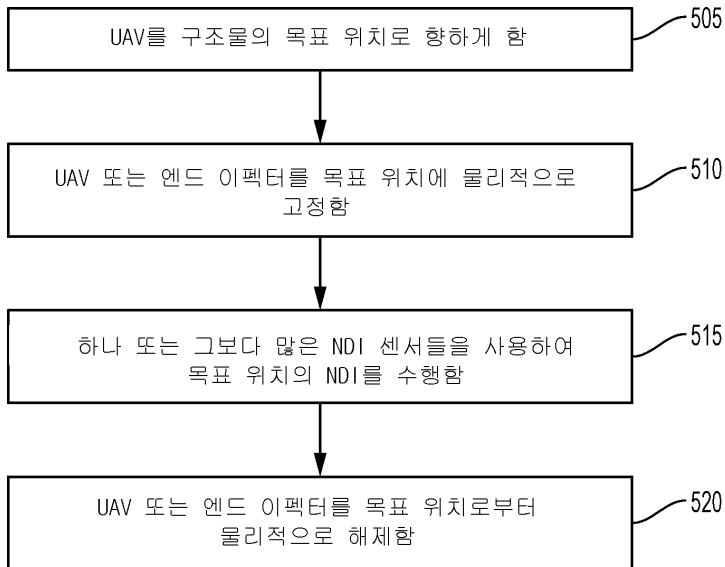 UAV를 구조물의 목표 위치로 향하게 함
505
UAV 또는 엔드 이펙터를 목표 위치에 물리적으로
고정함
510
하나 또는 그보다 많은 NDI 센서들을 사용하여
목표 위치의 NDI를 수행함
515
UAV 또는 엔드 이펙터를 목표 위치로부터
물리적으로 해제함
520